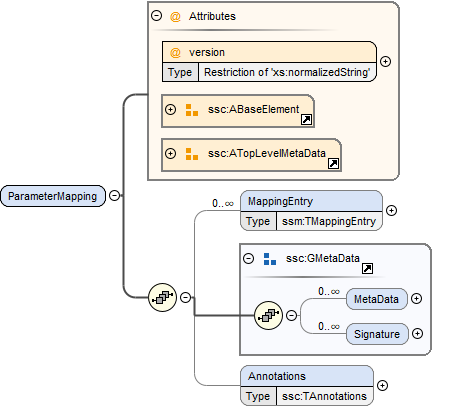 Attributes
@ version
Type Restriction of 'xs:normalizedString'
ssc:ABaseElement
ssc:ATopLevelMetaData
ParameterMapping
0..∞ MappingEntry
Type ssm:TMappingEntry
ssc:GMetaData
0..∞ MetaData
0..∞ Signature
Annotations
Type ssc:TAnnotations